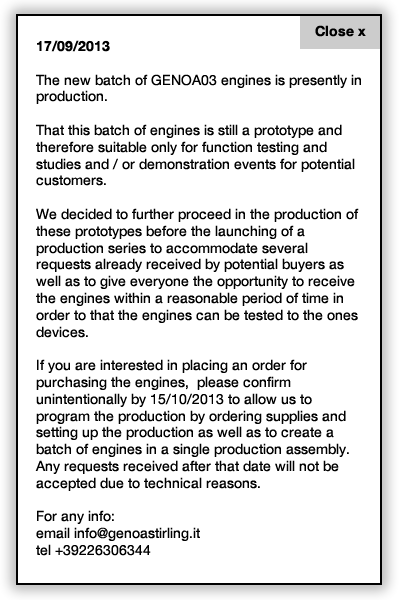 Close x
17/09/2013
The new batch of GENOA03 engines is presently in
production.
That this batch of engines is still a prototype and
therefore suitable only for function testing and
studies and / or demonstration events for potential
customers.
We decided to further proceed in the production of
these prototypes before the launching of a
production series to accommodate several
requests already received by potential buyers as
well as to give everyone the opportunity to receive
the engines within a reasonable period of time in
order to that the engines can be tested to the ones
devices.
If you are interested in placing an order for
purchasing the engines,  please confirm
unintentionally by 15/10/2013 to allow us to
program the production by ordering supplies and
setting up the production as well as to create a
batch of engines in a single production assembly.
Any requests received after that date will not be
accepted due to technical reasons.
For any info:
email info@genoastirling.it
tel +39226306344